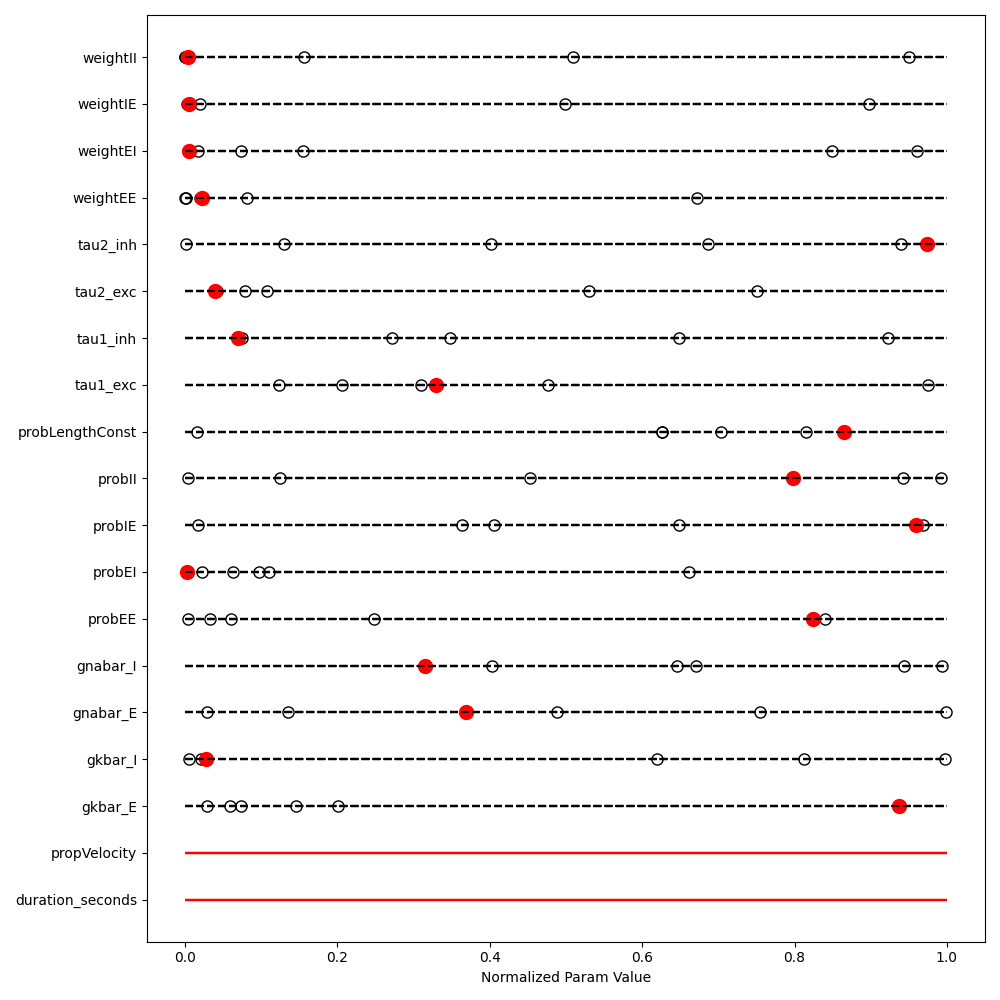 weightII
weightIE
weightEI
weightEE
tau2_inh
tau2_exc
tau1_inh
tau1_exc
probLengthConst
probII
probIE
probEI
probEE
gnabar_I
gnabar_E
gkbar_I
gkbar_E
propVelocity
duration_seconds
0.0 0.2 0.4 0.6 0.8 1.0
Normalized Param Value